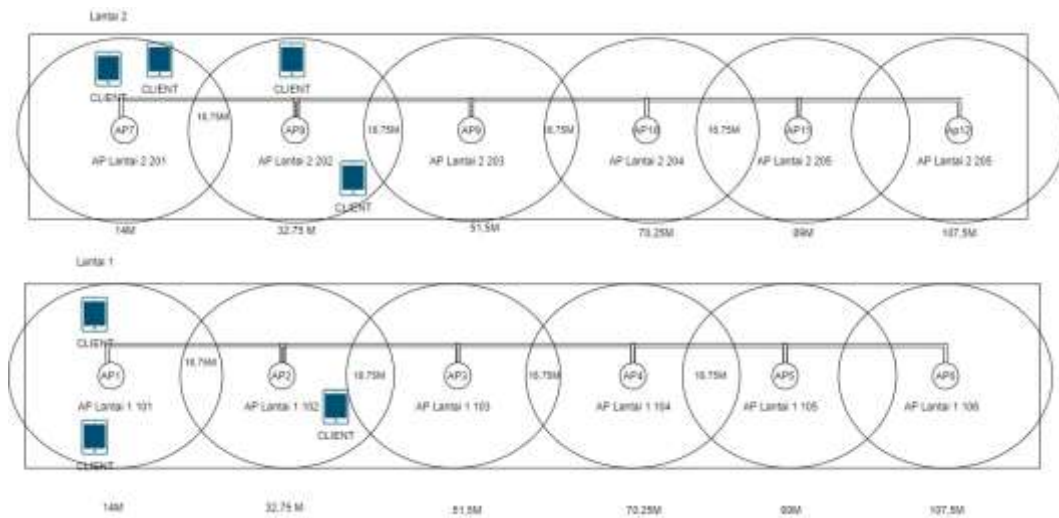 Lantai 2
CLIENT
CLIENT
CLIENT
18,75M
18,75M
18,75M
18,75M
AP7
AP9
AP9
AP10
AP11
Ap12
AP Lantai 2 201
AP Lantai 2 202
AP Lantai 2 203
AP Lantai 2 204
AP Lantai 2 205
AP Lantai 2 205
CLIENT
14M
32.75 M
51,5M
70.25M
89M
107,5M
Lantai 1
CLIENT
18,75M
18,75M
18,75M
18,75M
AP1
AP2
AP3
AP4
AP5
AP6
AP Lantai 1 101
AP Lantai 1 102
AP Lantai 1 103
AP Lantai 1 104
AP Lantai 1 105
AP Lantai 1 106
CLIENT
CLIENT
14M
32.75 M
51,5M
70.25M
89M
107,5M